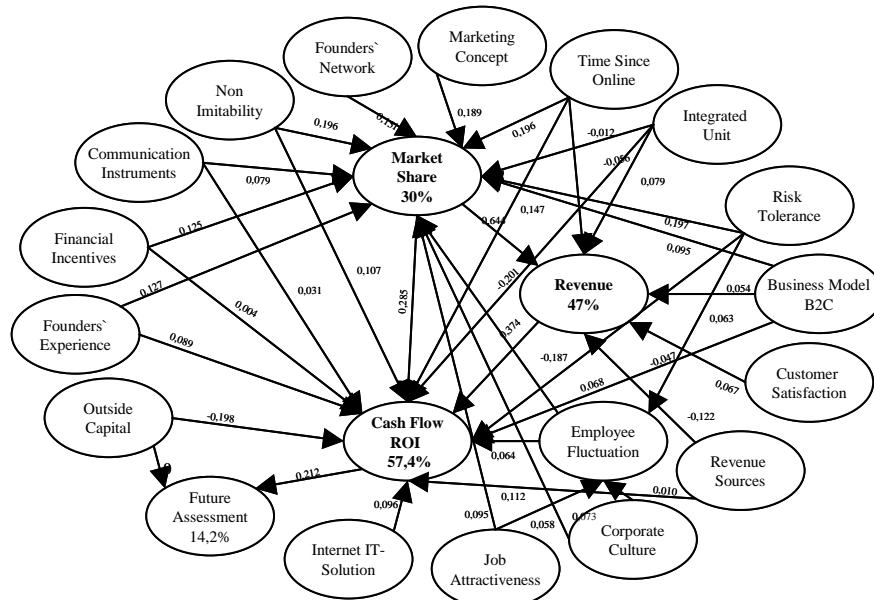 Founders`
Network
Marketing
Concept
Time Since
Online
Non
Imitability
Integrated
Unit
Communication
Instruments
Market
Share
30%
Risk
Tolerance
Financial
Incentives
Revenue
47%
Business Model
B2C
Founders`
Experience
Customer
Satisfaction
Outside
Capital
Cash Flow
ROI
57,4%
Employee
Fluctuation
Revenue
Sources
Future
Assessment
14,2%
Internet IT-
Solution
Job
Attractiveness
Corporate
Culture
0,196
0,151
0,189
0,196
-0,012
-0,056
0,079
0,079
0,125
0,127
0,644
0,147
0,197
0,095
0,107
0,031
0,004
0,089
0,285
-0,201
0,374
0,054
0,063
-0,187
0,068
-0,047
0,067
-0,122
-0,198
0,212
0,064
0,096
0,112
0,095
0,058
0,073
0,010